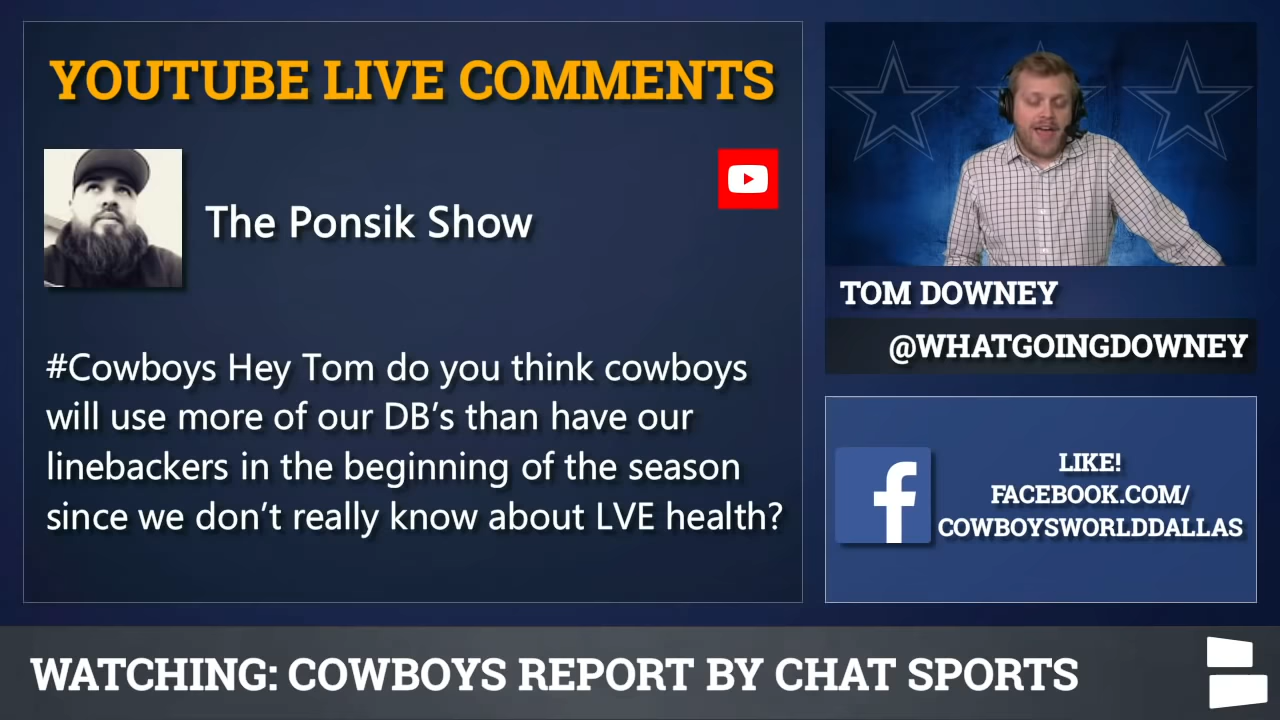 YOUTUBE LIVE COMMENTS
The Ponsik Show
#Cowboys Hey Tom do you think cowboys
will use more of our DB’s than have our
linebackers in the beginning of the season
since we don’t really know about LVE health?
TOM DOWNEY
@WHATGOINGDOWNEY
LIKE!
FACEBOOK.COM/
COWBOYSWORLDDALLAS
WATCHING: COWBOYS REPORT BY CHAT SPORTS